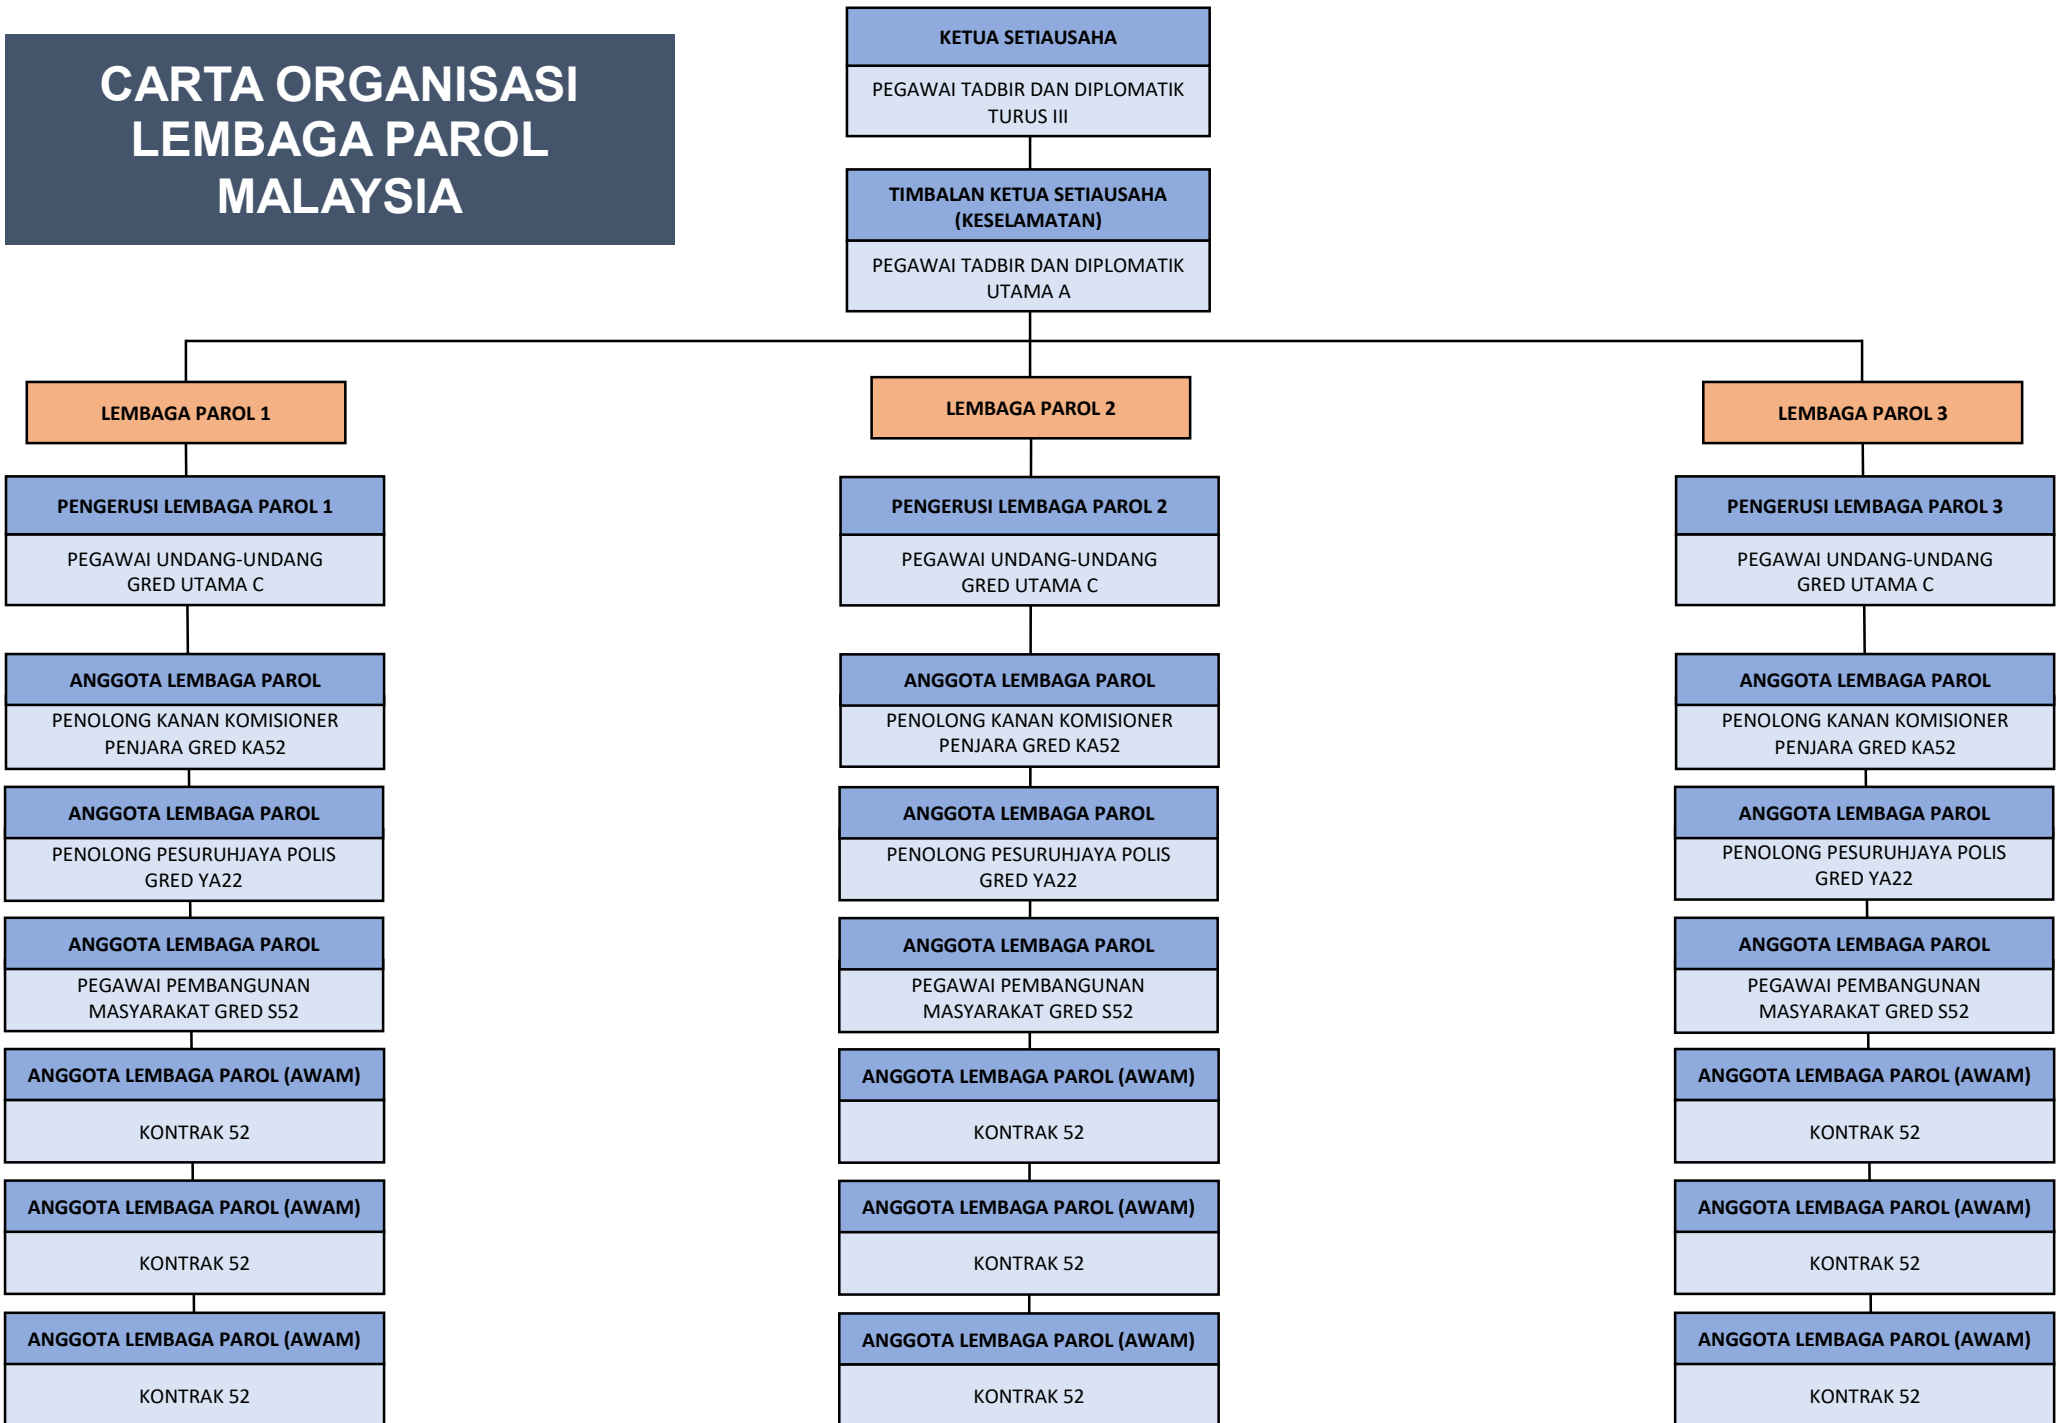 CARTA ORGANISASI
LEMBAGA PAROL
MALAYSIA
KETUA SETIAUSAHA
PEGAWAI TADBIR DAN DIPLOMATIK
TURUS III
TIMBALAN KETUA SETIAUSAHA
(KESELAMATAN)
PEGAWAI TADBIR DAN DIPLOMATIK
UTAMA A
LEMBAGA PAROL 1
PENGERUSI LEMBAGA PAROL 1
PEGAWAI UNDANG-UNDANG
GRED UTAMA C
ANGGOTA LEMBAGA PAROL
PENOLONG KANAN KOMISIONER
PENJARA GRED KA52
ANGGOTA LEMBAGA PAROL
PENOLONG PESURUHJAYA POLIS
GRED YA22
ANGGOTA LEMBAGA PAROL
PEGAWAI PEMBANGUNAN
MASYARAKAT GRED S52
ANGGOTA LEMBAGA PAROL (AWAM)
KONTRAK 52
ANGGOTA LEMBAGA PAROL (AWAM)
KONTRAK 52
ANGGOTA LEMBAGA PAROL (AWAM)
KONTRAK 52
LEMBAGA PAROL 2
PENGERUSI LEMBAGA PAROL 2
PEGAWAI UNDANG-UNDANG
GRED UTAMA C
ANGGOTA LEMBAGA PAROL
PENOLONG KANAN KOMISIONER
PENJARA GRED KA52
ANGGOTA LEMBAGA PAROL
PENOLONG PESURUHJAYA POLIS
GRED YA22
ANGGOTA LEMBAGA PAROL
PEGAWAI PEMBANGUNAN
MASYARAKAT GRED S52
ANGGOTA LEMBAGA PAROL (AWAM)
KONTRAK 52
ANGGOTA LEMBAGA PAROL (AWAM)
KONTRAK 52
ANGGOTA LEMBAGA PAROL (AWAM)
KONTRAK 52
LEMBAGA PAROL 3
PENGERUSI LEMBAGA PAROL 3
PEGAWAI UNDANG-UNDANG
GRED UTAMA C
ANGGOTA LEMBAGA PAROL
PENOLONG KANAN KOMISIONER
PENJARA GRED KA52
ANGGOTA LEMBAGA PAROL
PENOLONG PESURUHJAYA POLIS
GRED YA22
ANGGOTA LEMBAGA PAROL
PEGAWAI PEMBANGUNAN
MASYARAKAT GRED S52
ANGGOTA LEMBAGA PAROL (AWAM)
KONTRAK 52
ANGGOTA LEMBAGA PAROL (AWAM)
KONTRAK 52
ANGGOTA LEMBAGA PAROL (AWAM)
KONTRAK 52